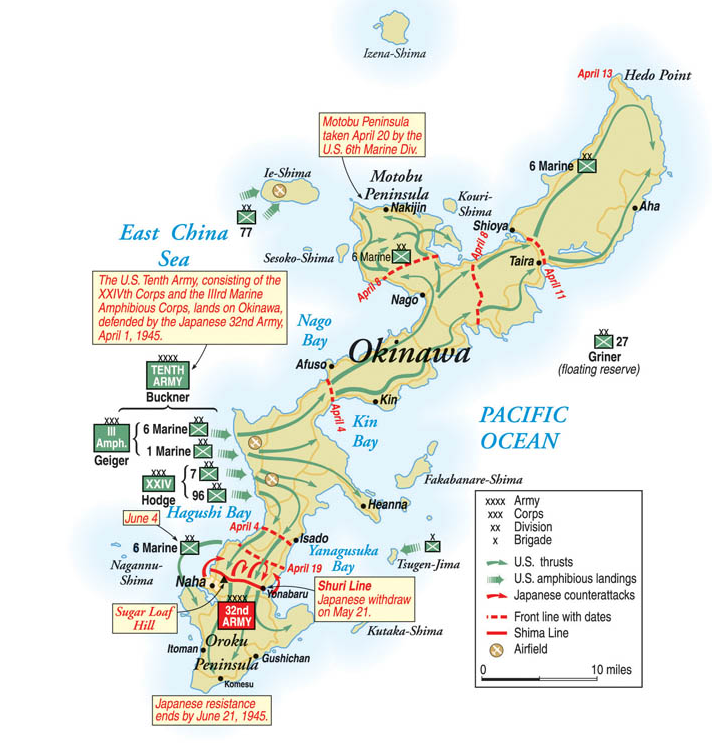 Izena-Shima
April 13
Hedo Point
Motobu Peninsula
taken April 20 by the
U.S. 6th Marine Div.
Ie-Shima
XX
77
Motobu
Peninsula
Nakijin
Kouri-
Shima
XX
6 Marine
Aha
Shioya
East China
Sea
Sesoko-Shima
XX
6 Marine
April 8
April 8
Taira
April 11
Nago
The U.S. Tenth Army, consisting of the
XXIVth Corps and the IIIrd Marine
Amphibious Corps, lands on Okinawa,
defended by the Japanese 32nd Army,
April 1, 1945.
Nago
Bay
Okinawa
XX
27
Griner
(floating reserve)
Afuso
XXXX
TENTH
ARMY
Buckner
April 4
Kin
Kin
Bay
PACIFIC
OCEAN
XXX
III
Amph.
Geiger
XX
6 Marine
XX
1 Marine
XXX
XXIV
Hodge
XX
7
XX
96
Hagushi Bay
Fakabanare-Shima
Heanna
June 4
April 4
XX
6 Marine
Isado
Yanagusuka
Bay
X
Tsugen-Jima
Nagannu-
Shima
April 19
Naha
Yonabaru
Shuri Line
Japanese withdraw
on May 21.
Sugar Loaf
Hill
XXXX
32nd
ARMY
Kutaka-Shima
Itoman
Oroku
Peninsula
Gushichan
Komesu
Japanese resistance
ends by June 21, 1945.
xxxx Army
xxx Corps
xx Division
x Brigade
U.S. thrusts
U.S. amphibious landings
Japanese counterattacks
Front line with dates
Shima Line
Airfield
0 10 miles